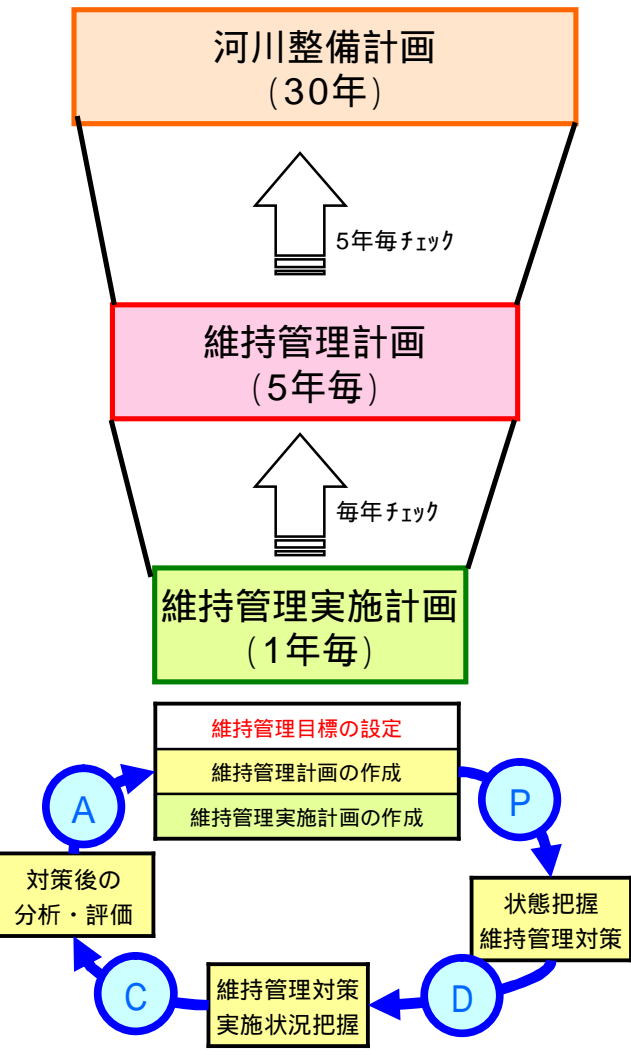 河川整備計画
(30年)
5年毎ﾁｪｯｸ
維持管理計画
(5年毎)
毎年ﾁｪｯｸ
維持管理実施計画
(1年毎)
維持管理目標の設定
維持管理計画の作成
維持管理実施計画の作成
A
P
対策後の
分析・評価
状態把握
維持管理対策
維持管理対策
実施状況把握
C
D